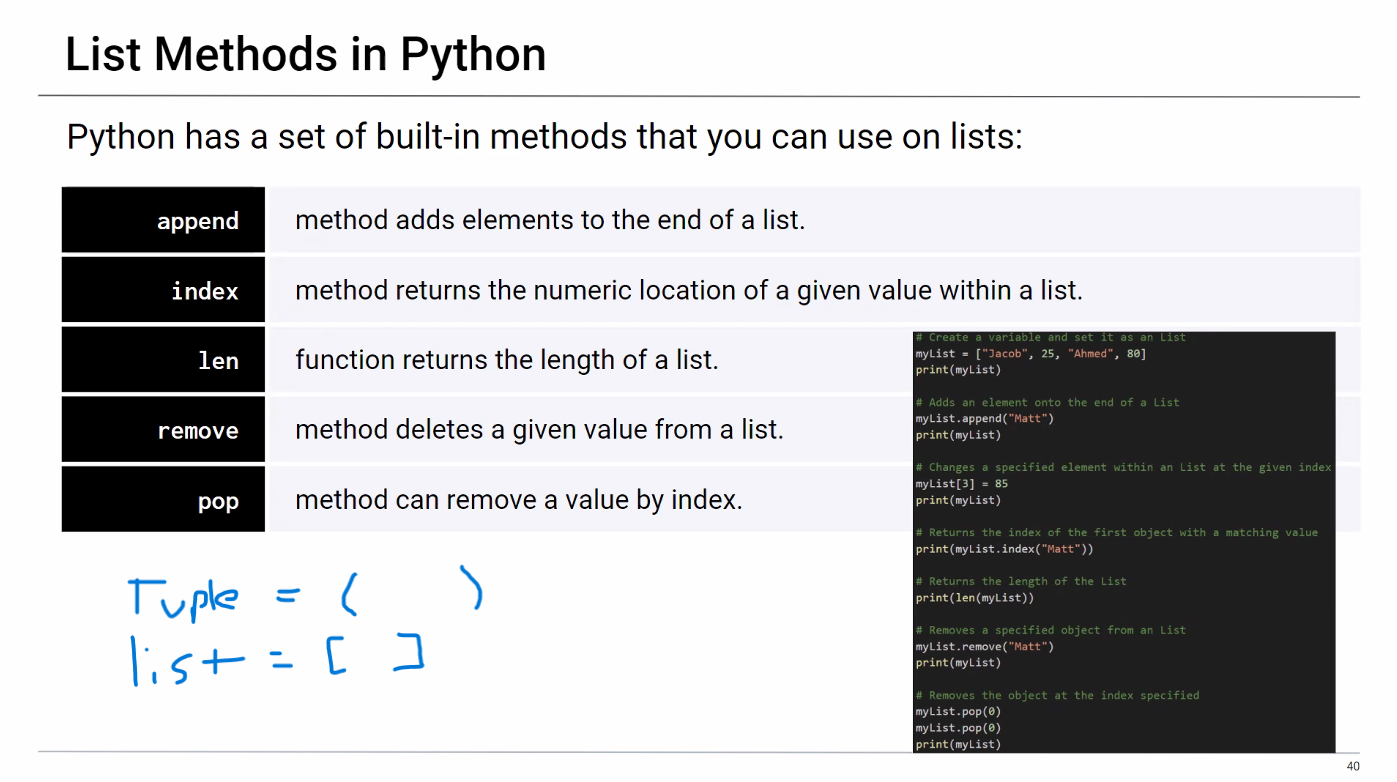 List Methods in Python
Python has a set of built-in methods that you can use on lists:
append method adds elements to the end of a list.
index method returns the numeric location of a given value within a list.
len function returns the length of a list.
remove method deletes a given value from a list.
pop method can remove a value by index.
# Create a variable and set it as an List
myList = ["Jacob", 25, "Ahmed", 80]
print(myList)
# Adds an element onto the end of a List
myList.append("Matt")
print(myList)
# Changes a specified element within an List at the given index
myList[3] = 85
print(myList)
# Returns the index of the first object with a matching value
print(myList.index("Matt"))
# Returns the length of the List
print(len(myList))
# Removes a specified object from an List
myList.remove("Matt")
print(myList)
# Removes the object at the index specified
myList.pop(0)
myList.pop(0)
print(myList)
Tuple = ( )
list = [ ]
40